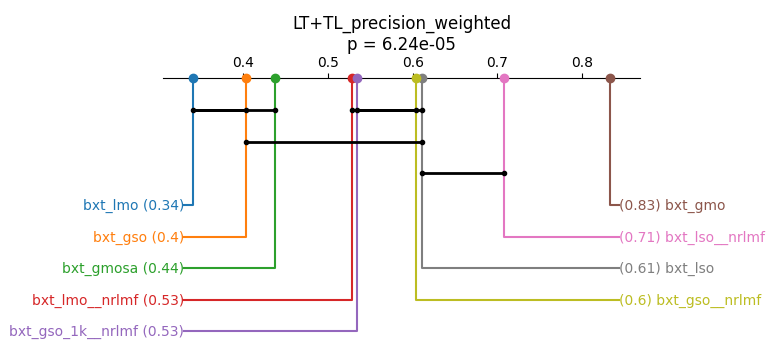 LT+TL_precision_weighted
p = 6.24e-05
0.4 0.5 0.6 0.7 0.8
bxt_lmo (0.34)
(0.83) bxt_gmo
bxt_gso (0.4)
(0.71) bxt_lso__nrlmf
bxt_gmosa (0.44)
(0.61) bxt_lso
bxt_lmo__nrlmf (0.53)
(0.6) bxt_gso__nrlmf
bxt_gso_1k__nrlmf (0.53)